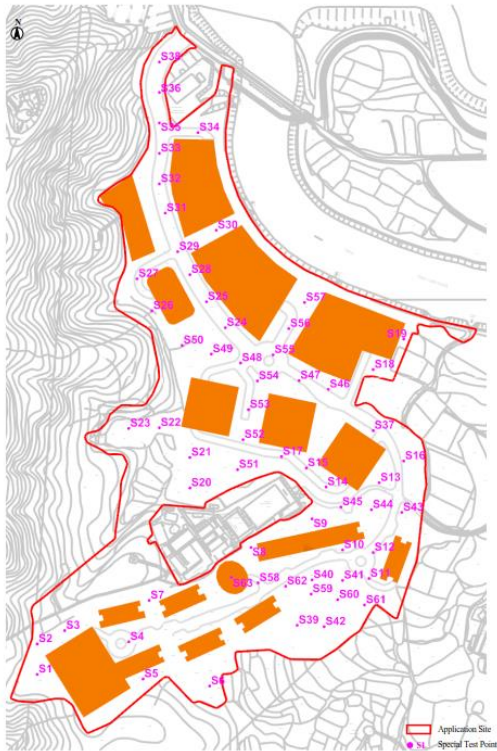 N
S38
S36
S35
S34
S33
S32
S31
S30
S29
S28
S27
S25
S57
S26
S24
S56
S19
S50
S49
S55
S48
S18
S54
S47
S46
S53
S23
S22
S37
S52
S21
S17
S16
S51
S15
S20
S14
S13
S45
S44
S43
S9
S8
S10
S12
S63
S58
S62
S40
S41
S11
S59
S7
S60
S61
S3
S39
S42
S2
S4
S1
S5
S6
Application Site
S1 Special Test Point